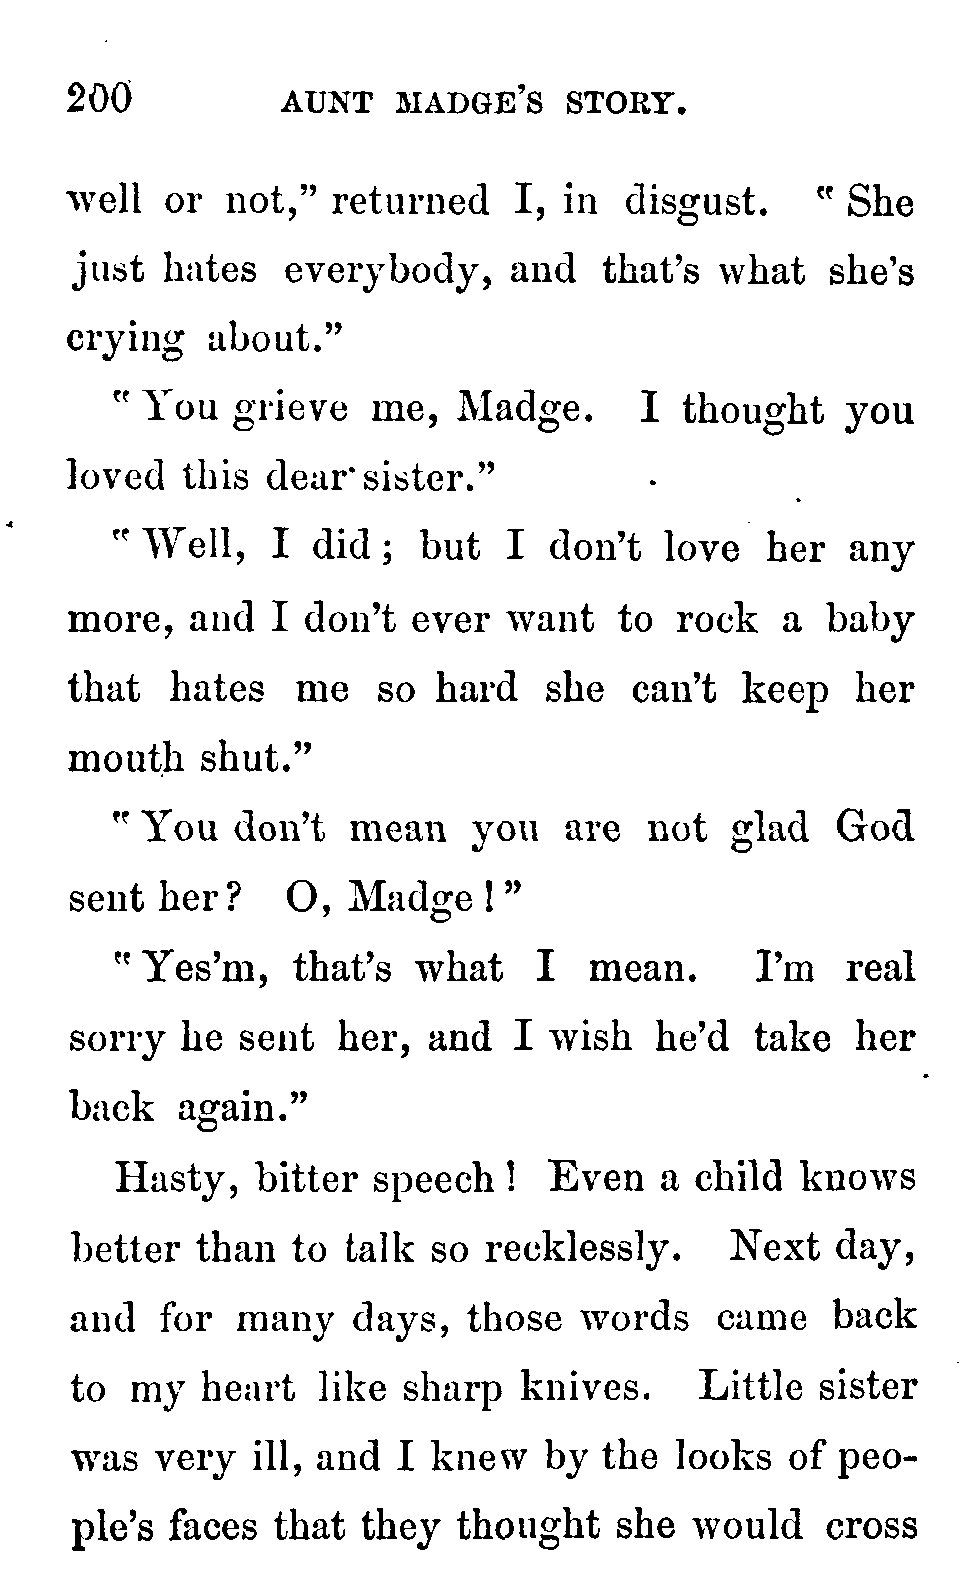 200 AUNT MADGE'S STORY.
well or not,” returned I, in disgust. “She
just hates everybody, and that's what she's
crying about.”
“You grieve me, Madge. I thought you
loved this dear sister.”
“Well, I did; but I don't love her any
more, and I don't ever want to rock a baby
that hates me so hard she can't keep her
mouth shut.”
“You don't mean you are not glad God
sent her? O, Madge!”
“Yes'm, that's what I mean. I'm real
sorry he sent her, and I wish he'd take her
back again.”
Hasty, bitter speech! Even a child knows
better than to talk so recklessly. Next day,
and for many days, those words came back
to my heart like sharp knives. Little sister
was very ill, and I knew by the looks of peo-
ple's faces that they thought she would cross